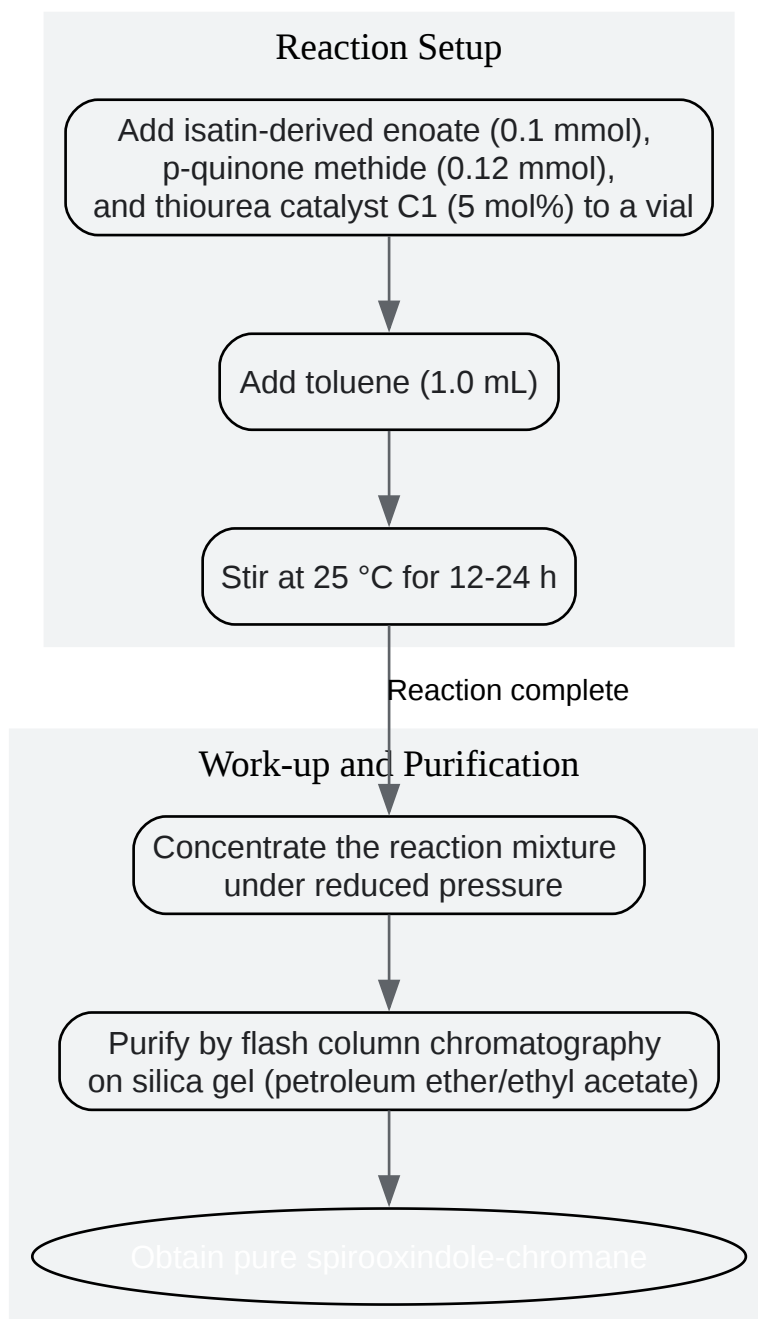 Reaction Setup
Add isatin-derived enoate (0.1 mmol),
p-quinone methide (0.12 mmol),
and thiourea catalyst C1 (5 mol%) to a vial
Add toluene (1.0 mL)
Stir at 25 °C for 12-24 h
Reaction complete
Work-up and Purification
Concentrate the reaction mixture
under reduced pressure
Purify by flash column chromatography
on silica gel (petroleum ether/ethyl acetate)
Obtain pure spirooxindole-chromane